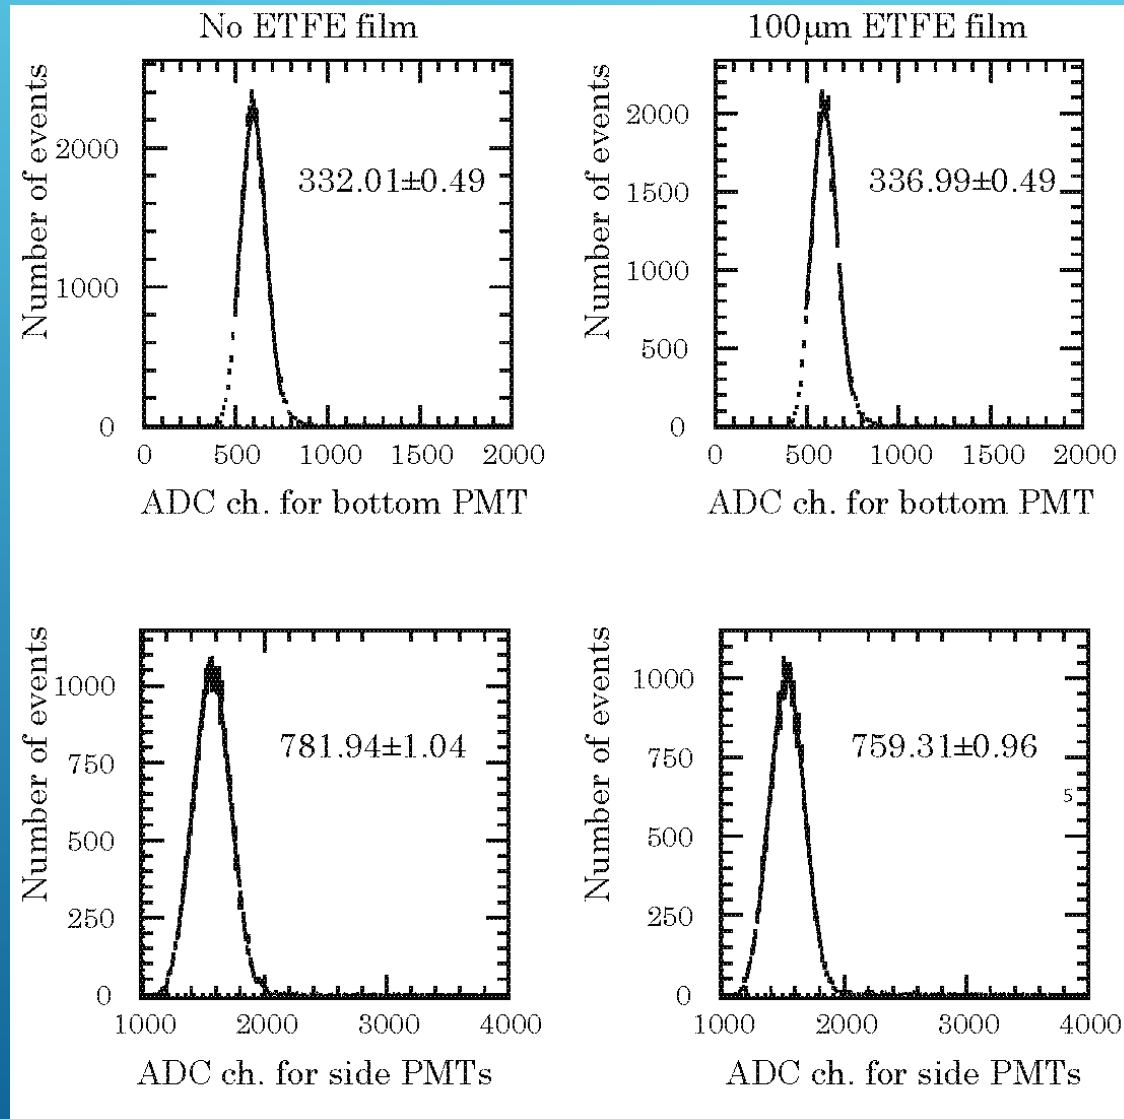 No ETFE film
100μm ETFE film
Number of events
2000
1000
0
332.01±0.49
0 500 1000 1500 2000
ADC ch. for bottom PMT
Number of events
2000
1500
1000
500
0
336.99±0.49
0 500 1000 1500 2000
ADC ch. for bottom PMT
Number of events
1000
750
500
250
0
781.94±1.04
1000 2000 3000 4000
ADC ch. for side PMTs
Number of events
1000
750
500
250
0
759.31±0.96
5
1000 2000 3000 4000
ADC ch. for side PMTs